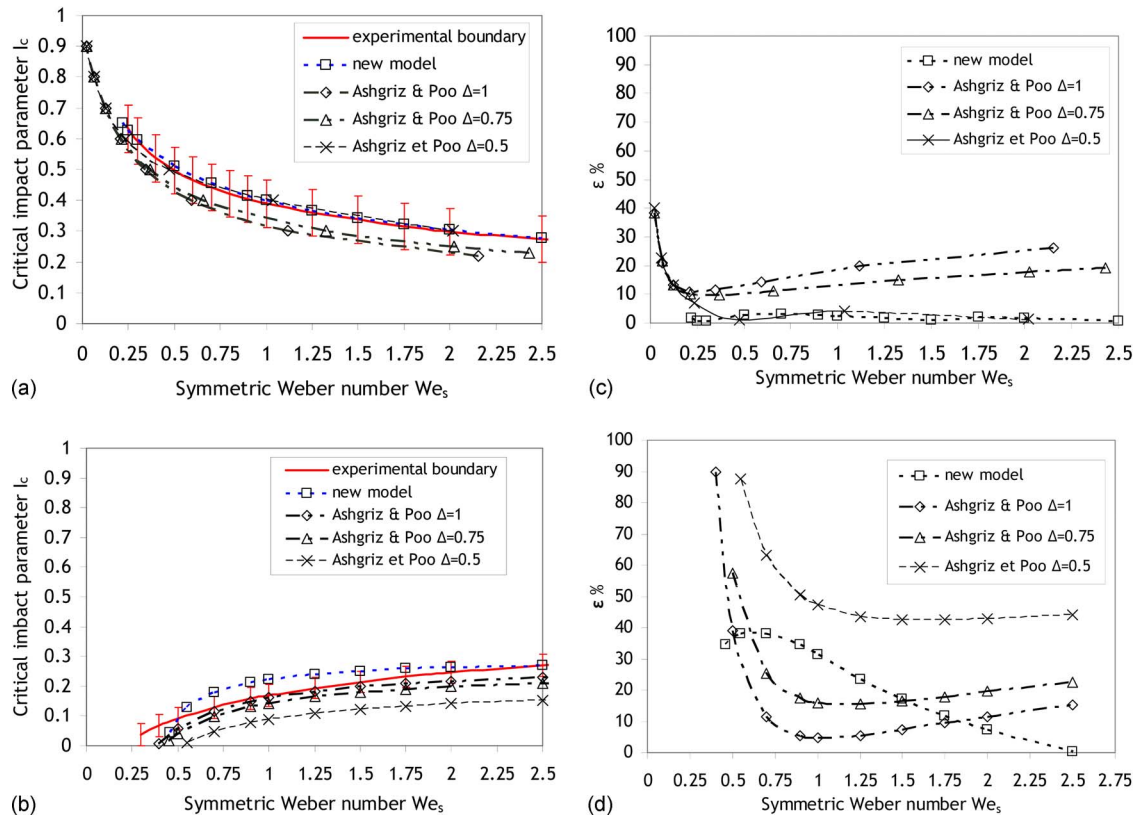 Critical impact parameter I_c
1
0.9
0.8
0.7
0.6
0.5
0.4
0.3
0.2
0.1
0
experimental boundary
new model
Ashgriz & Poo Δ=1
Ashgriz & Poo Δ=0.75
Ashgriz et Poo Δ=0.5
0 0.25 0.5 0.75 1 1.25 1.5 1.75 2 2.25 2.5
Symmetric Weber number We_s
(a)
ε %
100
90
80
70
60
50
40
30
20
10
0
new model
Ashgriz & Poo Δ=1
Ashgriz & Poo Δ=0.75
Ashgriz et Poo Δ=0.5
0 0.25 0.5 0.75 1 1.25 1.5 1.75 2 2.25 2.5
Symmetric Weber number We_s
(c)
Critical imbact parameter I_c
1
0.9
0.8
0.7
0.6
0.5
0.4
0.3
0.2
0.1
0
experimental boundary
new model
Ashgriz & Poo Δ=1
Ashgriz & Poo Δ=0.75
Ashgriz et Poo Δ=0.5
0 0.25 0.5 0.75 1 1.25 1.5 1.75 2 2.25 2.5
Symmetric Weber number We_s
(b)
ε %
100
90
80
70
60
50
40
30
20
10
0
new model
Ashgriz & Poo Δ=1
Ashgriz & Poo Δ=0.75
Ashgriz et Poo Δ=0.5
0 0.25 0.5 0.75 1 1.25 1.5 1.75 2 2.25 2.5 2.75
Symmetric Weber number We_s
(d)